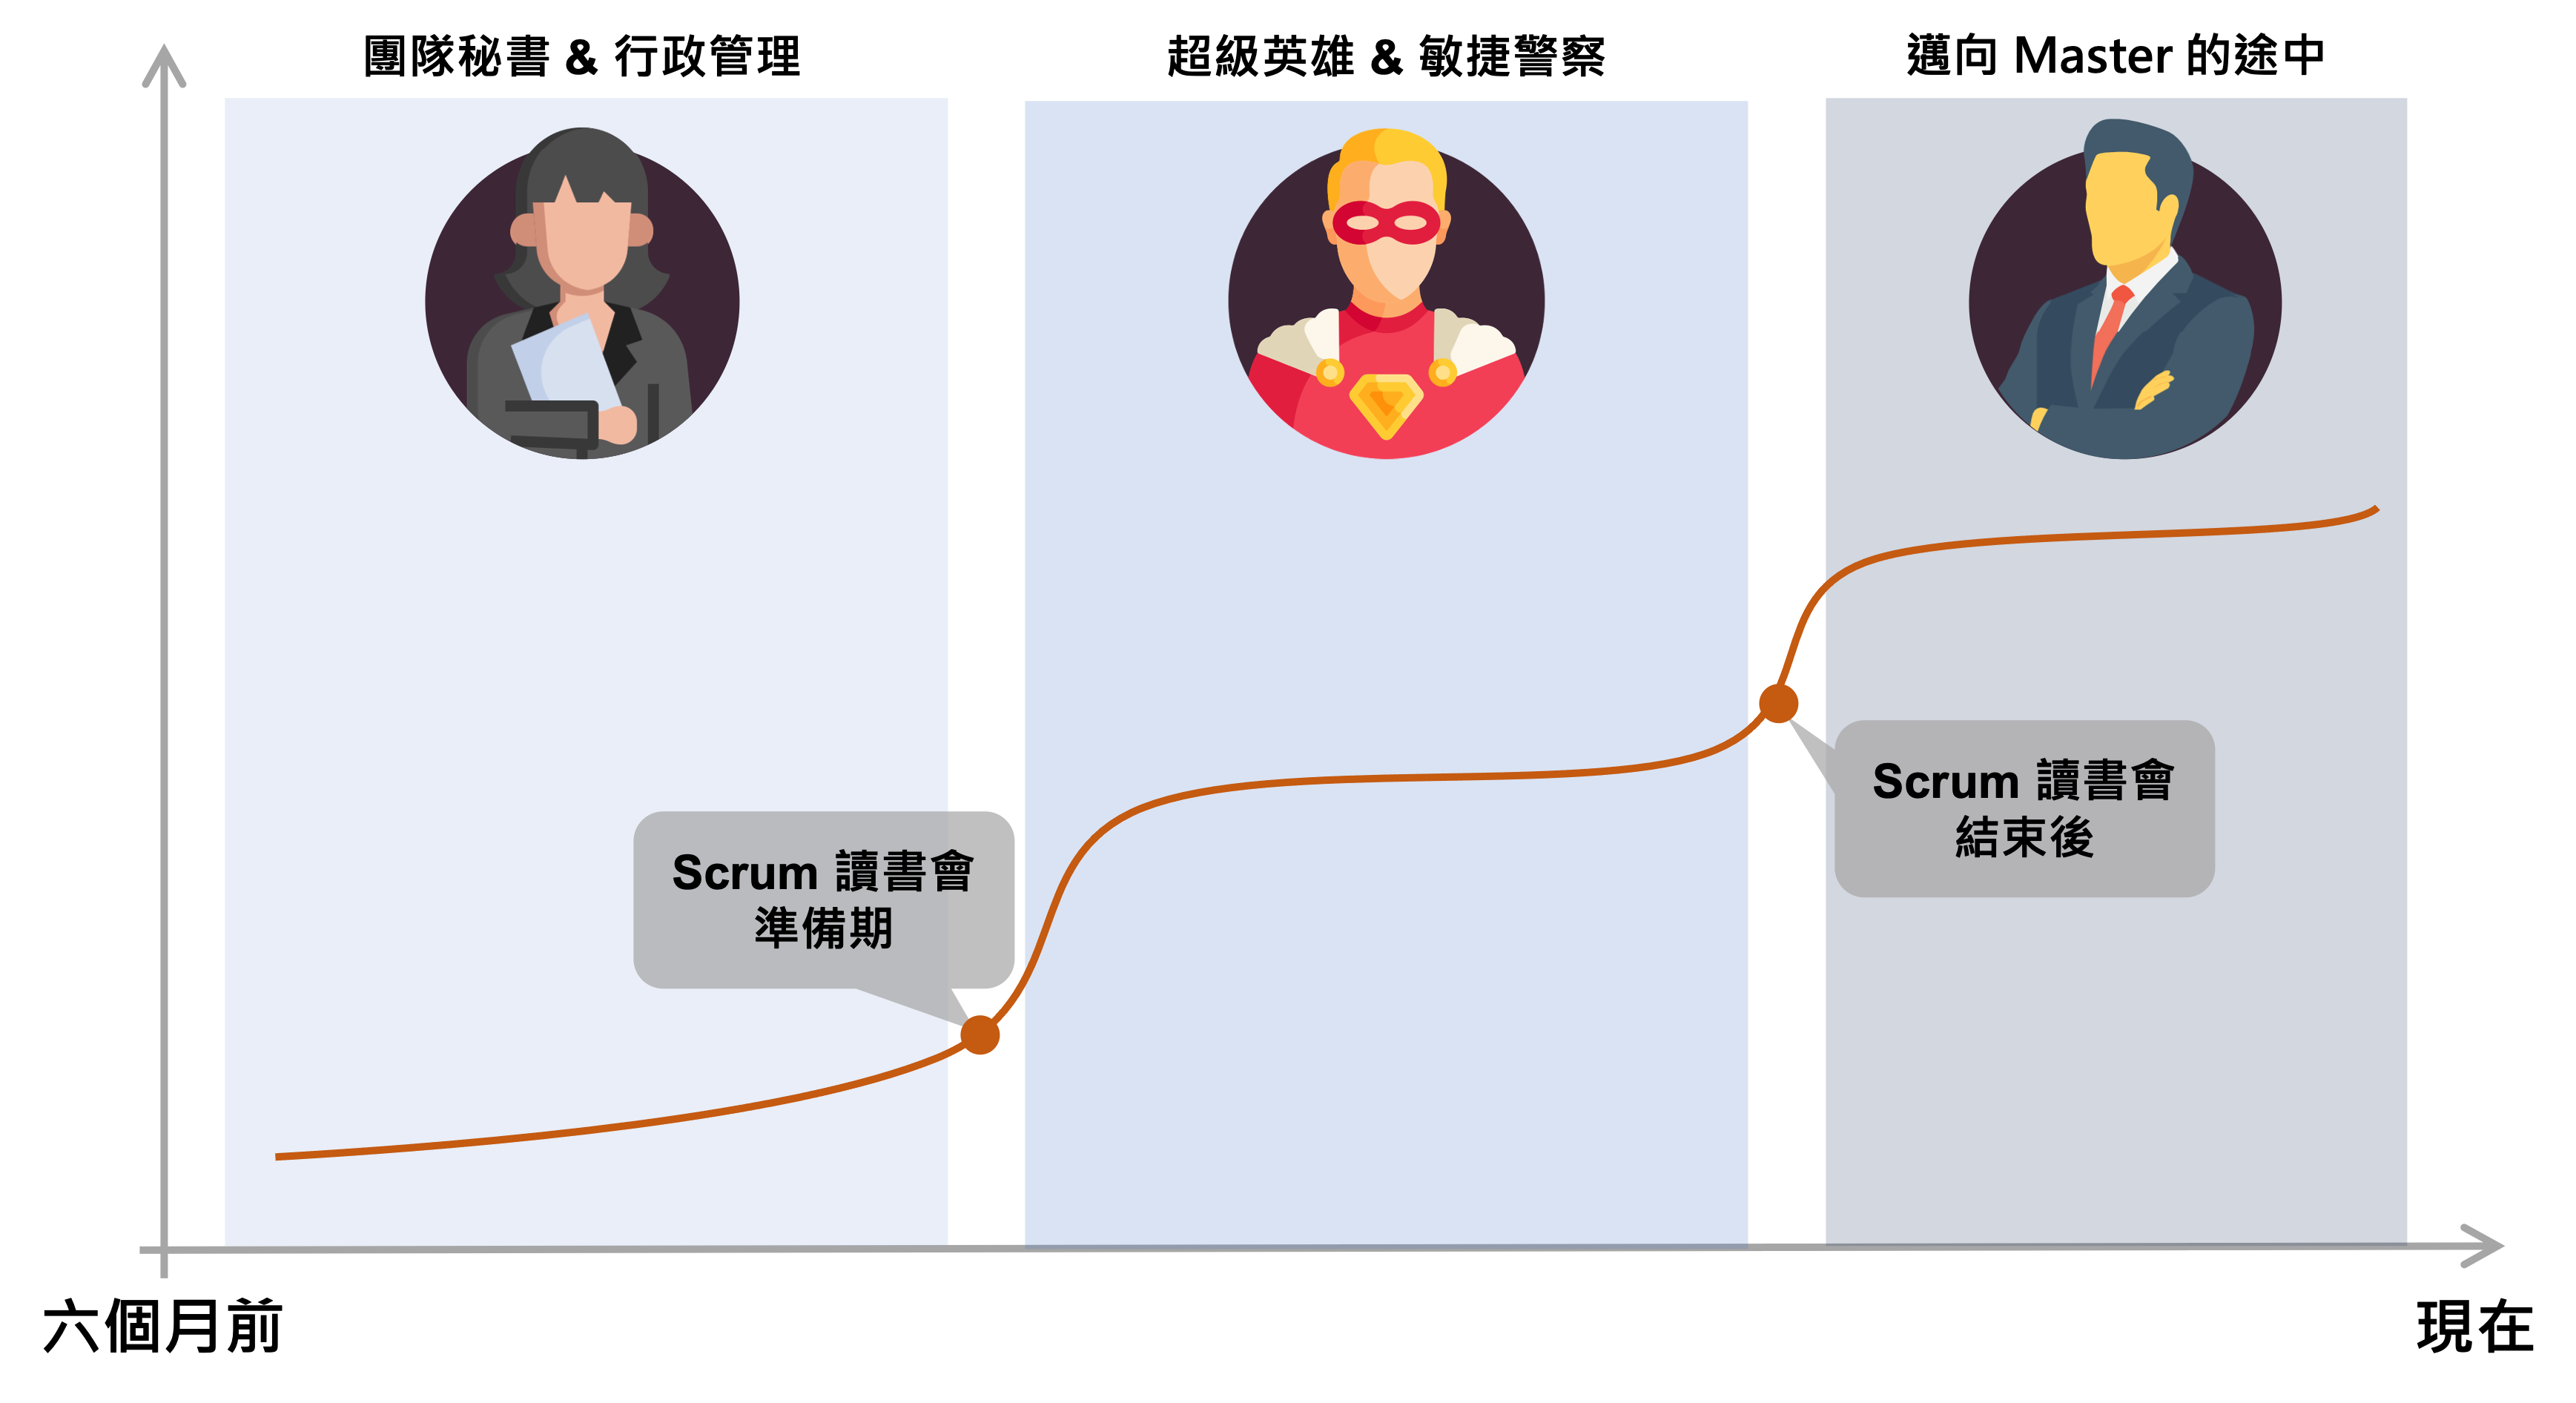 團隊秘書 & 行政管理
超級英雄 & 敏捷警察
邁向 Master 的途中
Scrum 讀書會
準備期
Scrum 讀書會
結束後
六個月前
現在